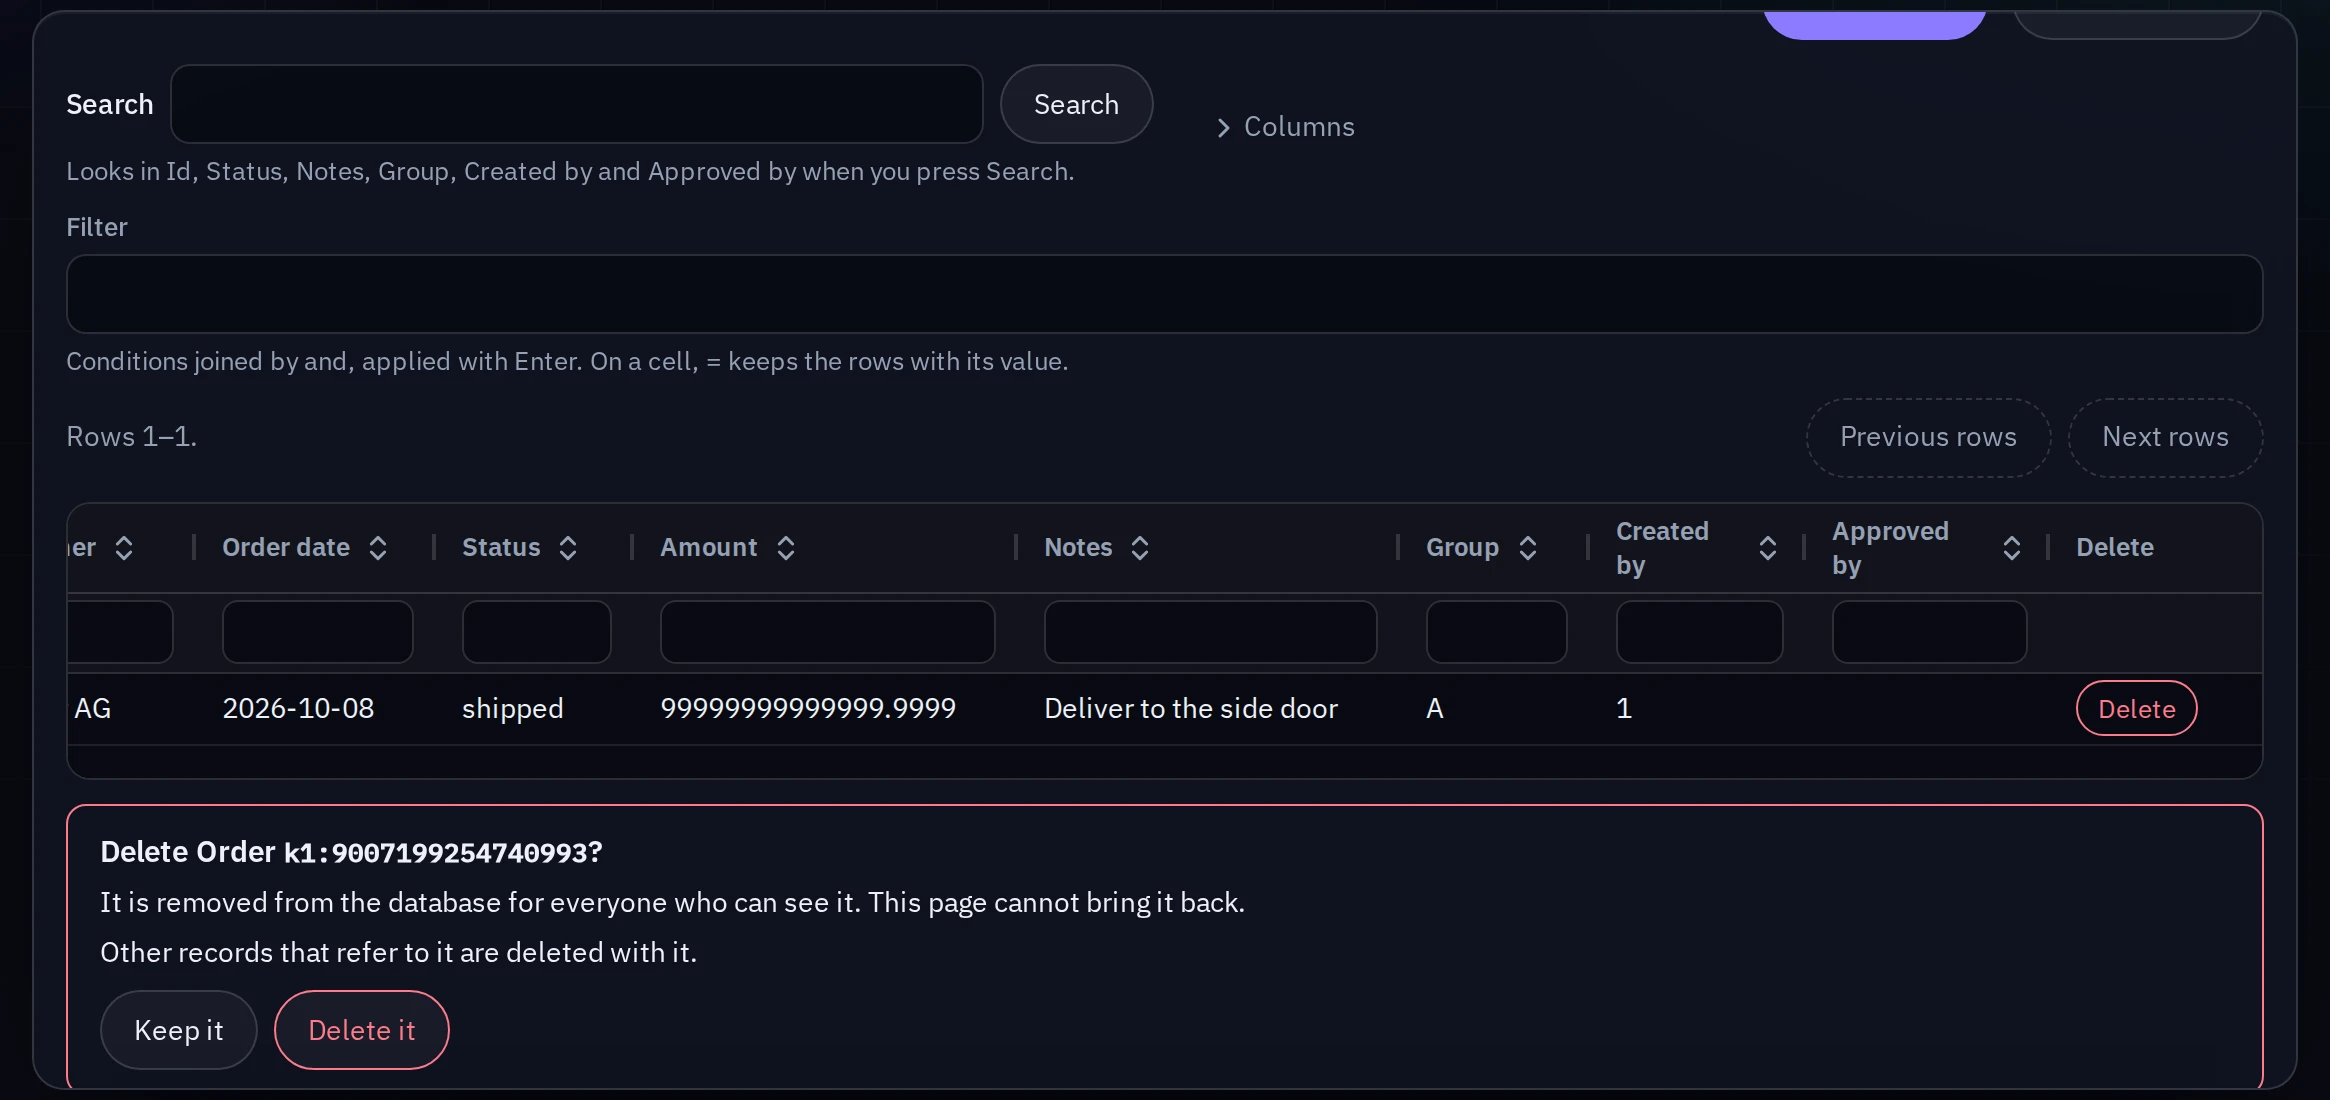 Search
Search
Columns
Looks in Id, Status, Notes, Group, Created by and Approved by when you press Search.
Filter
Conditions joined by and, applied with Enter. On a cell, = keeps the rows with its value.
Rows 1–1.
Previous rows
Next rows
er Order date Status Amount Notes Group Created by Approved by Delete
AG 2026-10-08 shipped 99999999999999.9999 Deliver to the side door A 1 Delete
Delete Order k1:9007199254740993?
It is removed from the database for everyone who can see it. This page cannot bring it back.
Other records that refer to it are deleted with it.
Keep it
Delete it